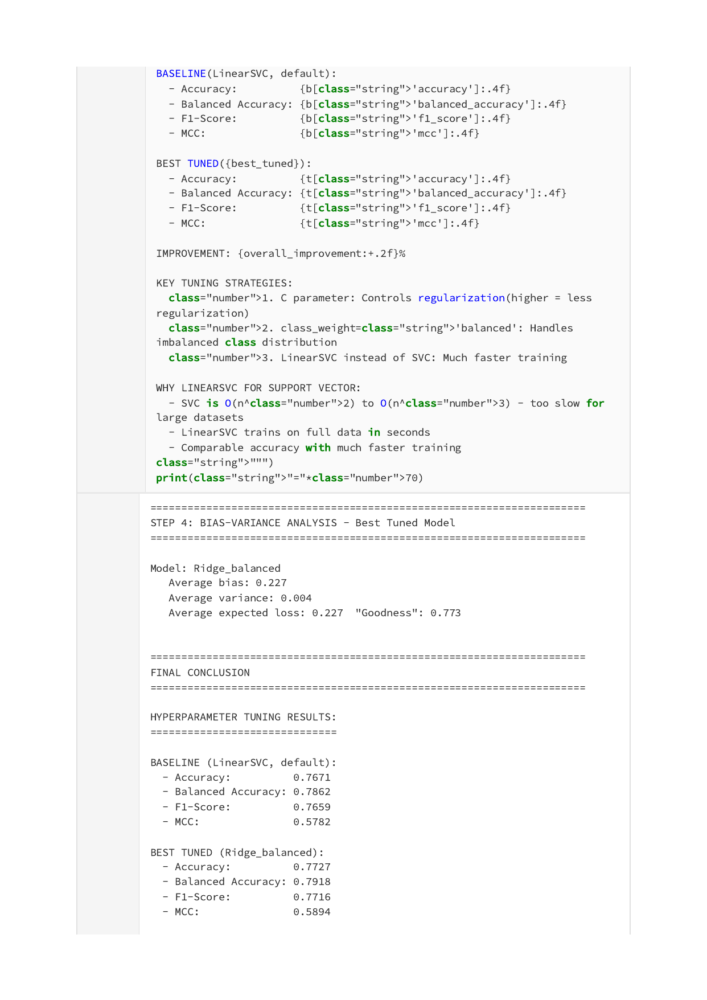 BASELINE(LinearSVC, default):
  - Accuracy:          {b[class="string">'accuracy']:.4f}
  - Balanced Accuracy: {b[class="string">'balanced_accuracy']:.4f}
  - F1-Score:          {b[class="string">'f1_score']:.4f}
  - MCC:               {b[class="string">'mcc']:.4f}

BEST TUNED({best_tuned}):
  - Accuracy:          {t[class="string">'accuracy']:.4f}
  - Balanced Accuracy: {t[class="string">'balanced_accuracy']:.4f}
  - F1-Score:          {t[class="string">'f1_score']:.4f}
  - MCC:               {t[class="string">'mcc']:.4f}

IMPROVEMENT: {overall_improvement:+.2f}%

KEY TUNING STRATEGIES:
  class="number">1. C parameter: Controls regularization(higher = less
regularization)
  class="number">2. class_weight=class="string">'balanced': Handles
imbalanced class distribution
  class="number">3. LinearSVC instead of SVC: Much faster training

WHY LINEARSVC FOR SUPPORT VECTOR:
  - SVC is O(n^class="number">2) to O(n^class="number">3) - too slow for
large datasets
  - LinearSVC trains on full data in seconds
  - Comparable accuracy with much faster training
class="string">""")
print(class="string">"="*class="number">70)
======================================================================
STEP 4: BIAS-VARIANCE ANALYSIS - Best Tuned Model
======================================================================

Model: Ridge_balanced
   Average bias: 0.227
   Average variance: 0.004
   Average expected loss: 0.227  "Goodness": 0.773


======================================================================
FINAL CONCLUSION
======================================================================

HYPERPARAMETER TUNING RESULTS:
==============================

BASELINE (LinearSVC, default):
  - Accuracy:          0.7671
  - Balanced Accuracy: 0.7862
  - F1-Score:          0.7659
  - MCC:               0.5782

BEST TUNED (Ridge_balanced):
  - Accuracy:          0.7727
  - Balanced Accuracy: 0.7918
  - F1-Score:          0.7716
  - MCC:               0.5894